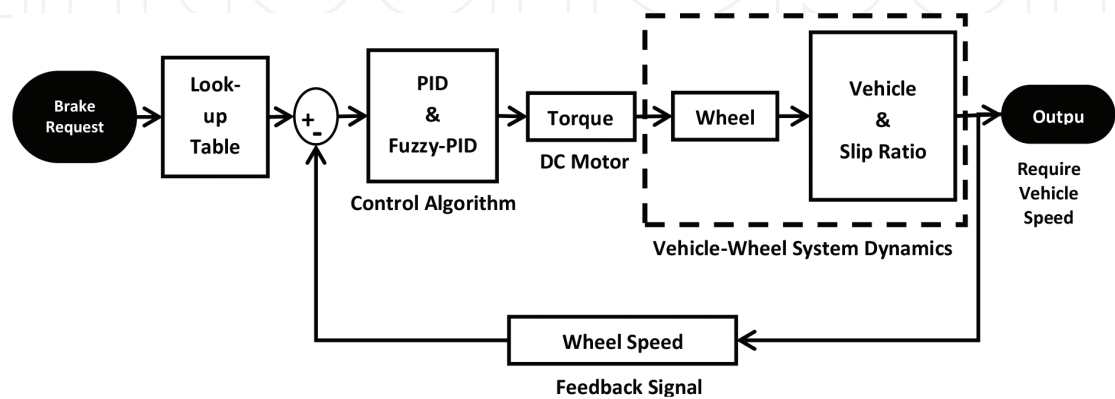 Brake
Request
Look-
up
Table
+
-
PID
&
Fuzzy-PID
Control Algorithm
Torque
DC Motor
Wheel
Vehicle
&
Slip Ratio
Vehicle-Wheel System Dynamics
Outpu
Require
Vehicle
Speed
Wheel Speed
Feedback Signal